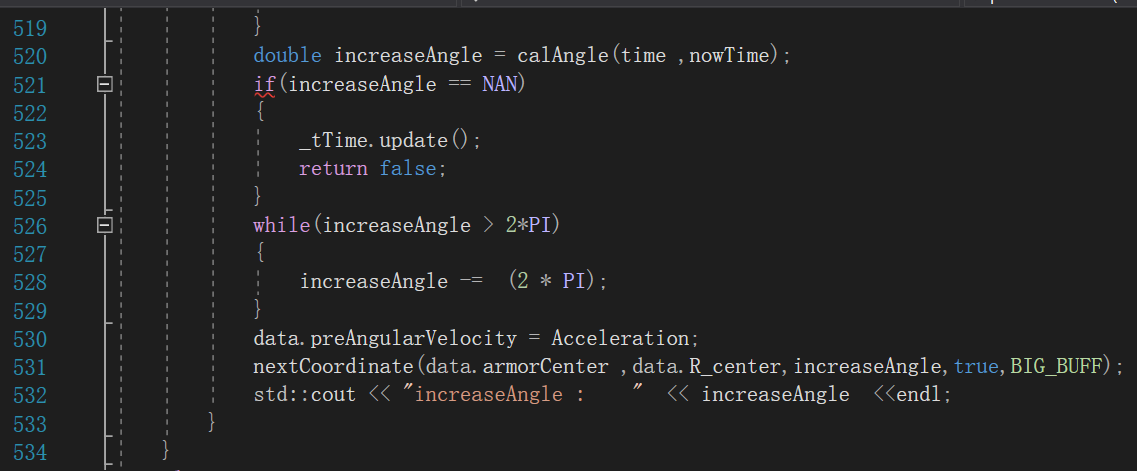 519 }
520 double increaseAngle = calAngle(time ,nowTime);
521 if(increaseAngle == NAN)
522 {
523 _tTime.update();
524 return false;
525 }
526 while(increaseAngle > 2*PI)
527 {
528 increaseAngle -=  (2 * PI);
529 }
530 data.preAngularVelocity = Acceleration;
531 nextCoordinate(data.armorCenter ,data.R_center,increaseAngle,true,BIG_BUFF);
532 std::cout << "increaseAngle :    " << increaseAngle  <<endl;
533 }
534 }